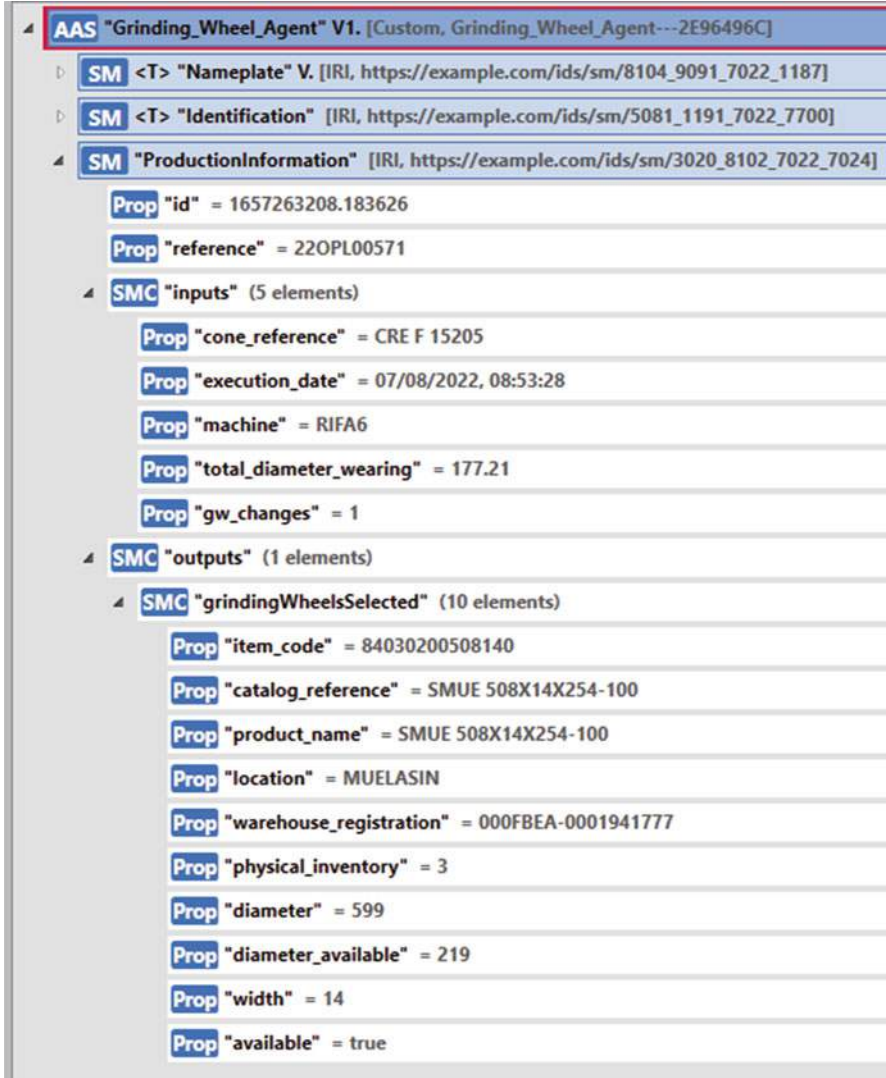 AAS "Grinding_Wheel_Agent" V1. [Custom, Grinding_Wheel_Agent---2E96496C]
SM <T> "Nameplate" V. [IRI, https://example.com/ids/sm/8104_9091_7022_1187]
SM <T> "Identification" [IRI, https://example.com/ids/sm/5081_1191_7022_7700]
SM "ProductionInformation" [IRI, https://example.com/ids/sm/3020_8102_7022_7024]
Prop "id" = 1657263208.183626
Prop "reference" = 22OPL00571
SMC "inputs" (5 elements)
Prop "cone_reference" = CRE F 15205
Prop "execution_date" = 07/08/2022, 08:53:28
Prop "machine" = RIFA6
Prop "total_diameter_wearing" = 177.21
Prop "gw_changes" = 1
SMC "outputs" (1 elements)
SMC "grindingWheelsSelected" (10 elements)
Prop "item_code" = 84030200508140
Prop "catalog_reference" = SMUE 508X14X254-100
Prop "product_name" = SMUE 508X14X254-100
Prop "location" = MUELASIN
Prop "warehouse_registration" = 000FBEA-0001941777
Prop "physical_inventory" = 3
Prop "diameter" = 599
Prop "diameter_available" = 219
Prop "width" = 14
Prop "available" = true